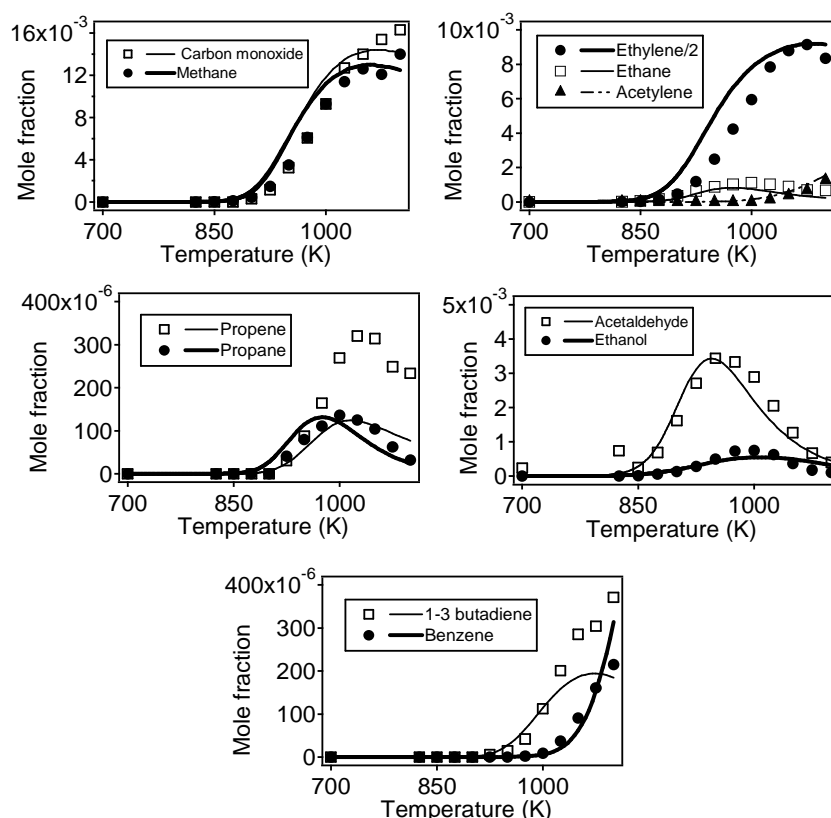 16x10-3
12
8
4
0
Mole fraction
Carbon monoxide
Methane
700 850 1000
Temperature (K)
10x10-3
8
6
4
2
0
Mole fraction
Ethylene/2
Ethane
Acetylene
700 850 1000
Temperature (K)
400x10-6
300
200
100
0
Mole fraction
Propene
Propane
700 850 1000
Temperature (K)
5x10-3
4
3
2
1
0
Mole fraction
Acetaldehyde
Ethanol
700 850 1000
Temperature (K)
400x10-6
300
200
100
0
Mole fraction
1-3 butadiene
Benzene
700 850 1000
Temperature (K)